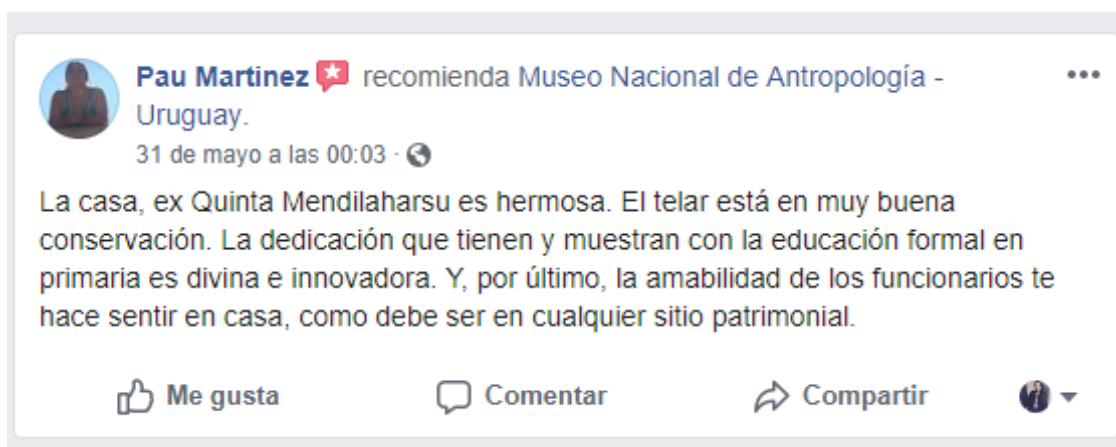 Pau Martinez recomienda Museo Nacional de Antropología -
Uruguay.
31 de mayo a las 00:03 ·
La casa, ex Quinta Mendilaharsu es hermosa. El telar está en muy buena
conservación. La dedicación que tienen y muestran con la educación formal en
primaria es divina e innovadora. Y, por último, la amabilidad de los funcionarios te
hace sentir en casa, como debe ser en cualquier sitio patrimonial.
Me gusta Comentar Compartir